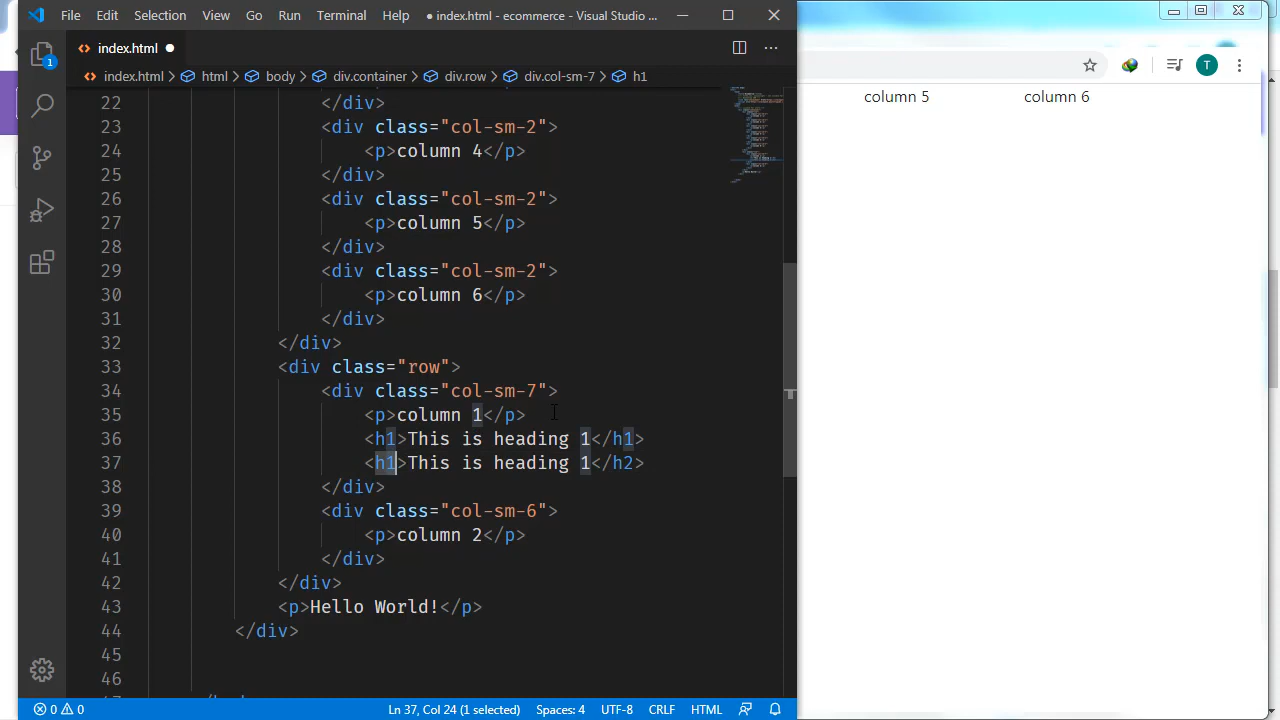 File Edit Selection View Go Run Terminal Help ● index.html - ecommerce - Visual Studio ...
index.html ●
index.html > html > body > div.container > div.row > div.col-sm-7 > h1
1
22 </div>
23 <div class="col-sm-2">
24 <p>column 4</p>
25 </div>
26 <div class="col-sm-2">
27 <p>column 5</p>
28 </div>
29 <div class="col-sm-2">
30 <p>column 6</p>
31 </div>
32 </div>
33 <div class="row">
34 <div class="col-sm-7">
35 <p>column 1</p>
36 <h1>This is heading 1</h1>
37 <h1>This is heading 1</h2>
38 </div>
39 <div class="col-sm-6">
40 <p>column 2</p>
41 </div>
42 </div>
43 <p>Hello World!</p>
44 </div>
45
46
0 0 Ln 37, Col 24 (1 selected) Spaces: 4 UTF-8 CRLF HTML
T
column 5 column 6